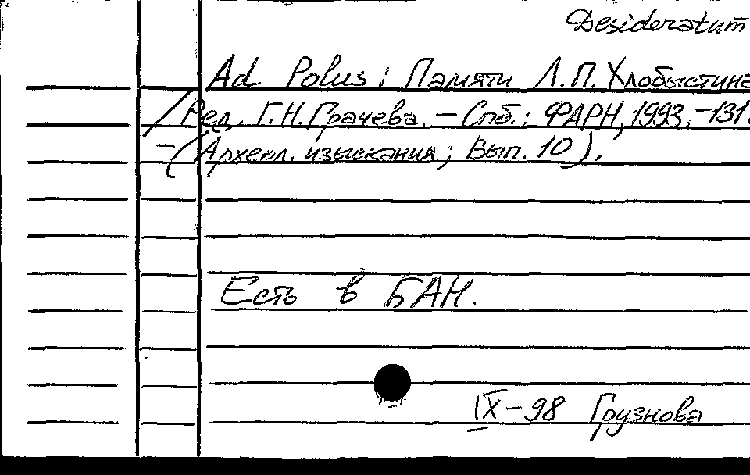 Desideratum
Ad Polus: Памяти Л.П. Хлобыстина
/Ред. Г.Н. Грачева. – Спб.: ФАРН, 1993. – 131.
– (Археол. изыскания; Вып. 10).
Есть в БАН.
IX–98 Грузнова